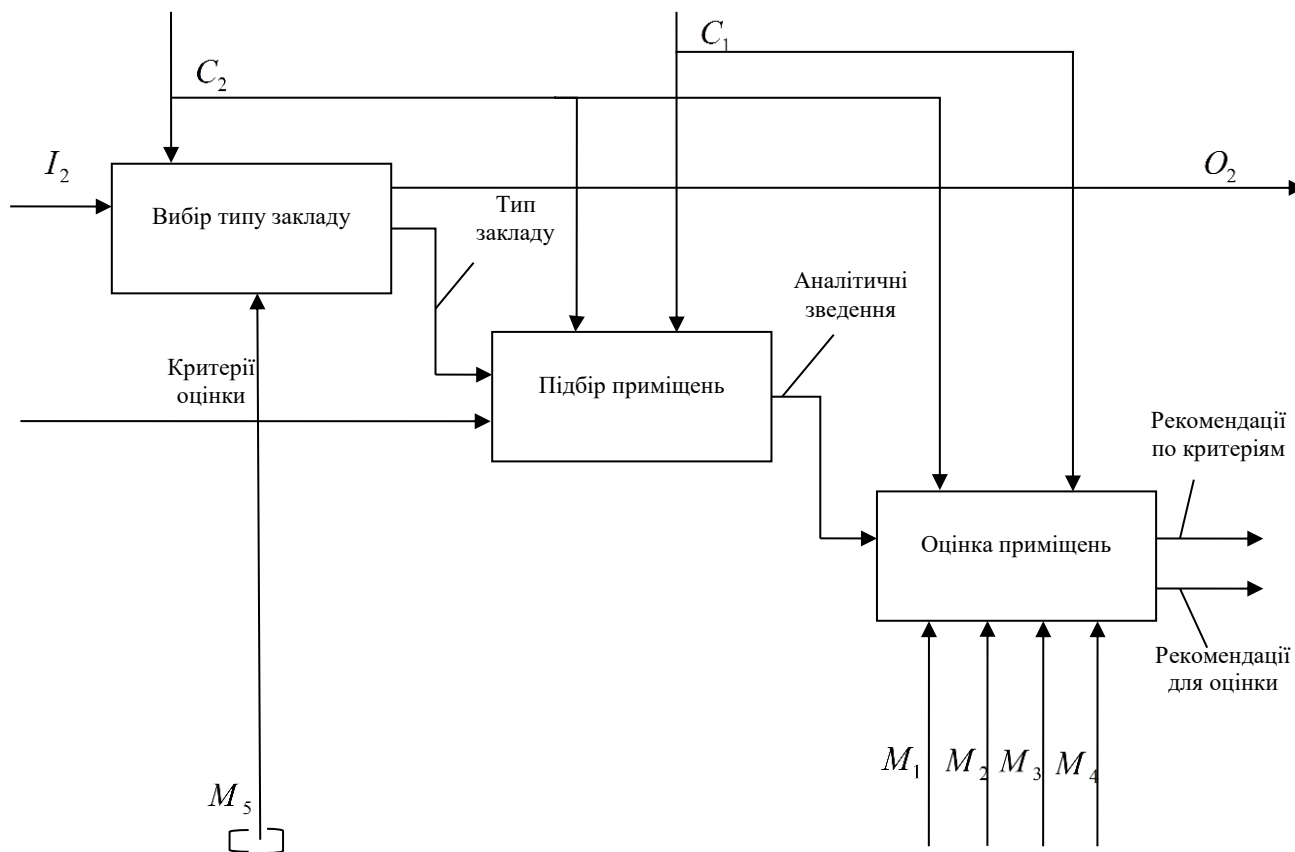 C₁
C₂
I₂
O₂
Вибір типу закладу
Тип
закладу
Аналітичні
зведення
Критерії
оцінки
Підбір приміщень
Рекомендації
по критеріям
Оцінка приміщень
Рекомендації
для оцінки
M₁
M₂
M₃
M₄
M₅